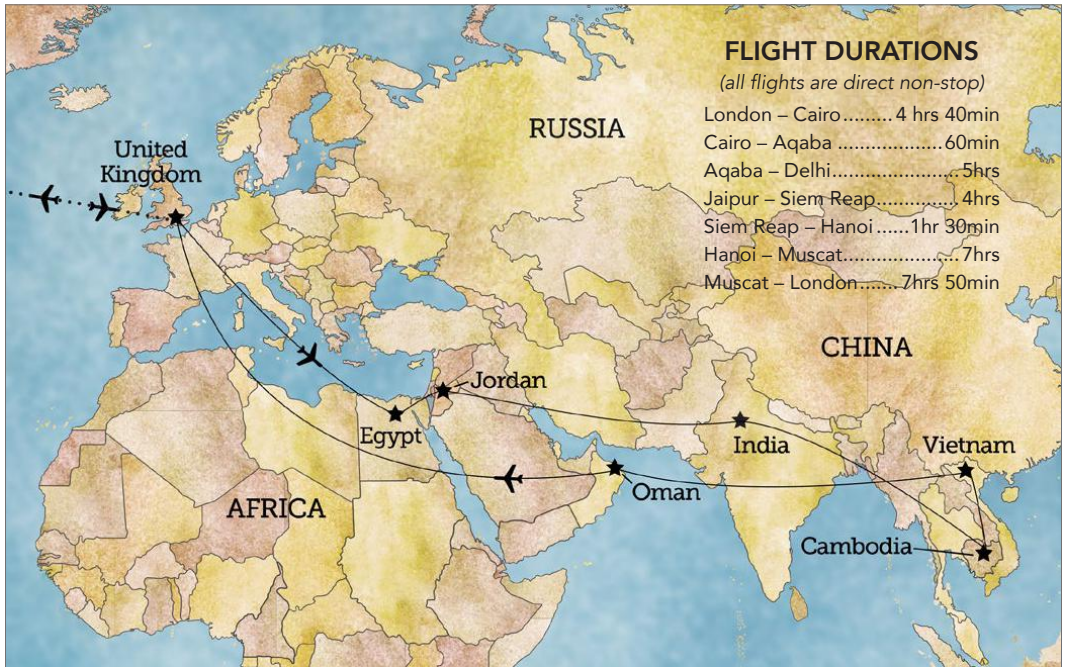 FLIGHT DURATIONS
(all flights are direct non-stop)
London – Cairo......... 4 hrs 40min
Cairo – Aqaba ...................60min
Aqaba – Delhi.......................5hrs
Jaipur – Siem Reap...............4hrs
Siem Reap – Hanoi......1hr 30min
Hanoi – Muscat.....................7hrs
Muscat – London.......7hrs 50min
RUSSIA
United
Kingdom
CHINA
Jordan
Egypt
India
Vietnam
Oman
AFRICA
Cambodia